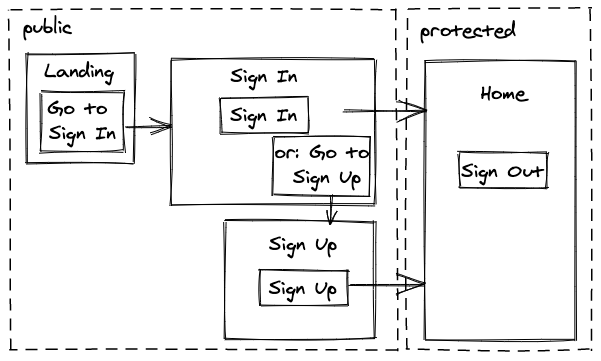 public
protected
Landing
Go to
Sign In
Sign In
Sign In
or: Go to
Sign Up
Home
Sign Out
Sign Up
Sign Up